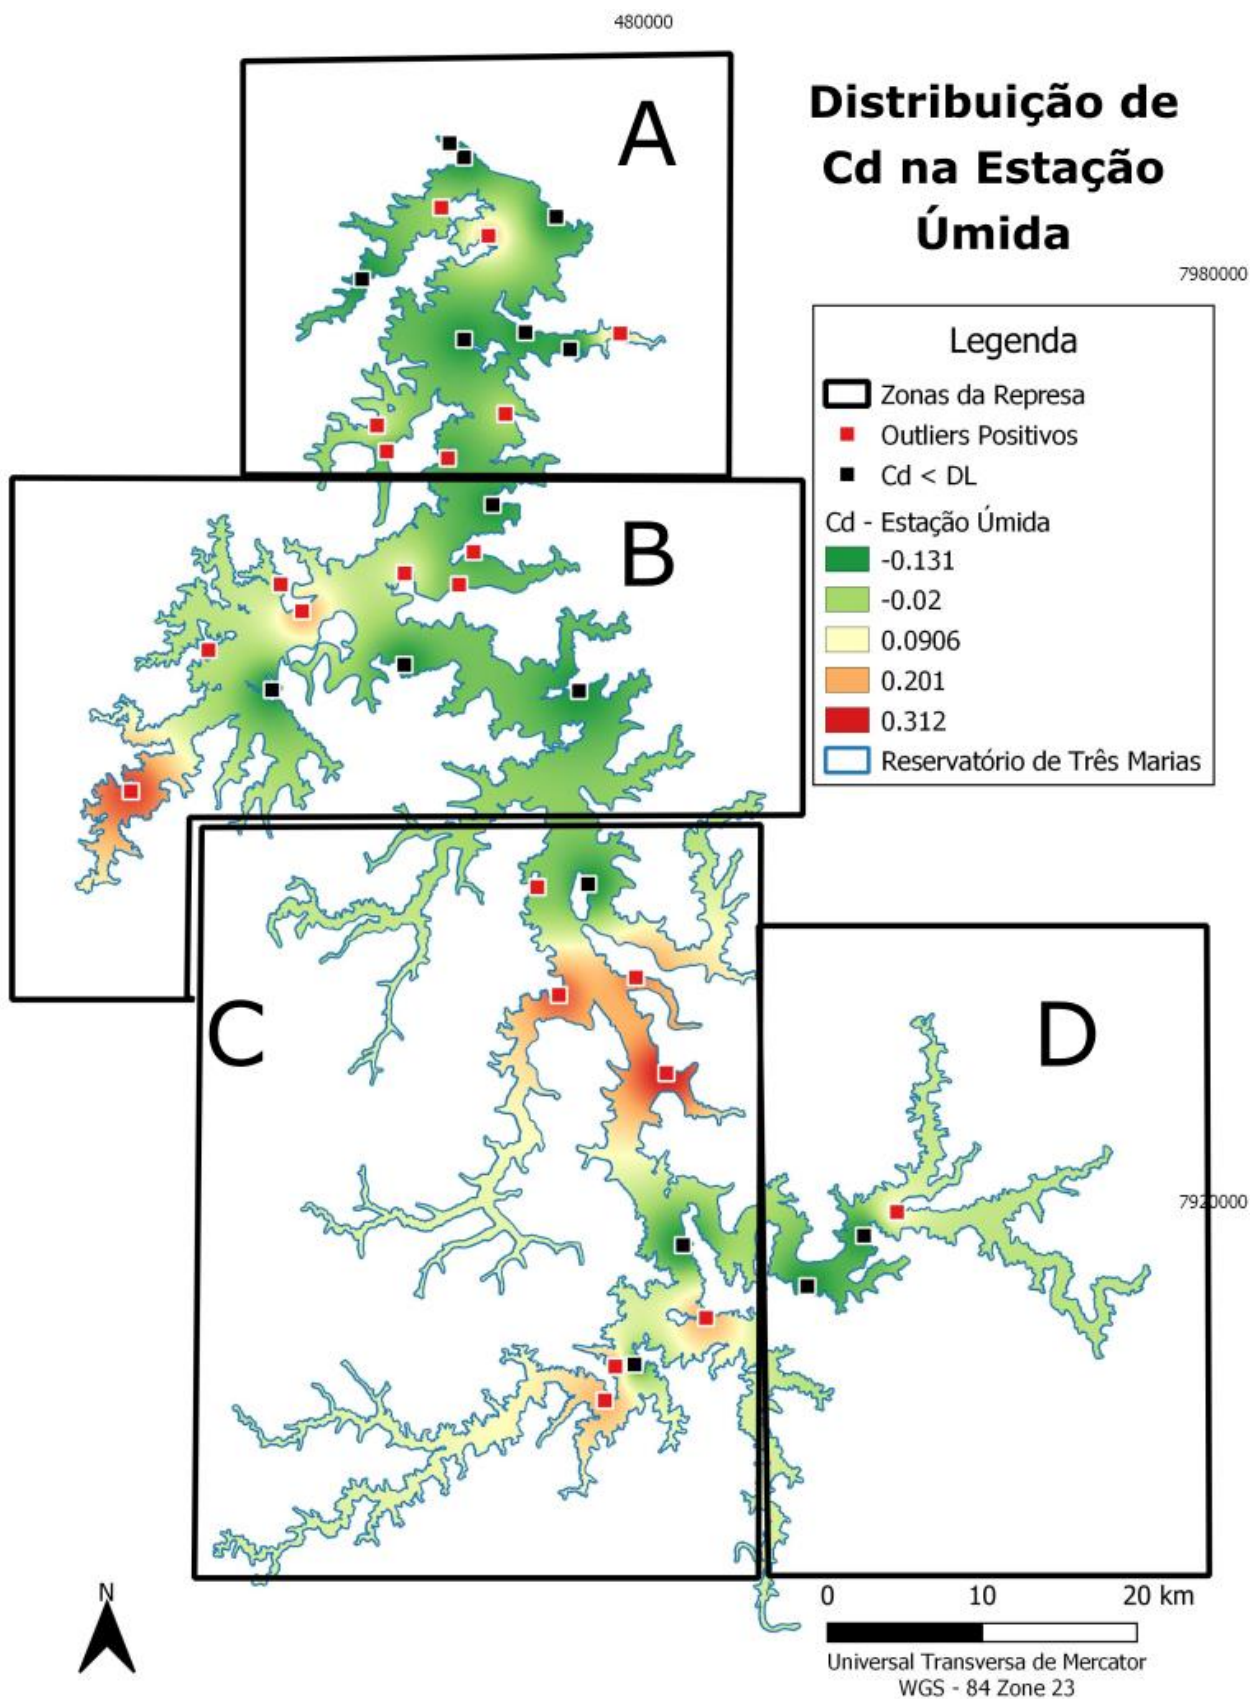 480000
Distribuição de
Cd na Estação
Úmida
7980000
A
Legenda
Zonas da Represa
Outliers Positivos
Cd < DL
Cd - Estação Úmida
-0.131
-0.02
0.0906
0.201
0.312
Reservatório de Três Marias
B
C
D
7920000
N
0 10 20 km
Universal Transversa de Mercator
WGS - 84 Zone 23